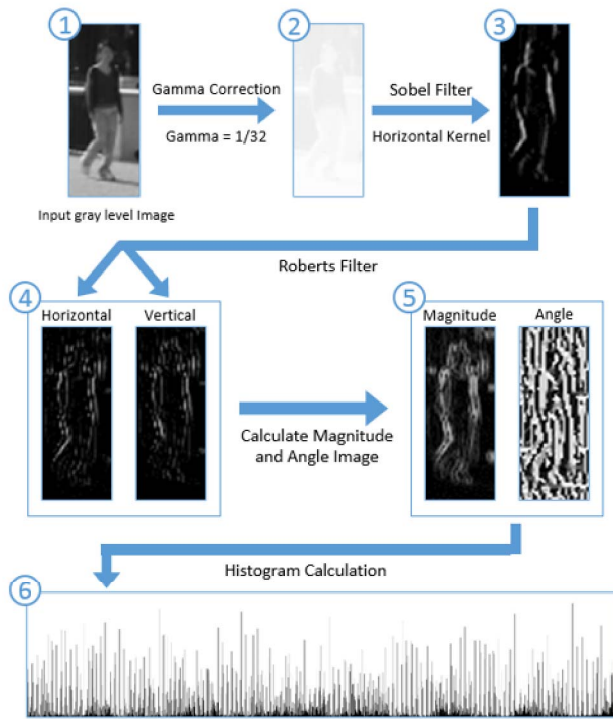 1
2
3
Gamma Correction
Gamma = 1/32
Sobel Filter
Horizontal Kernel
Input gray level Image
Roberts Filter
4
Horizontal Vertical
5
Magnitude Angle
Calculate Magnitude
and Angle Image
Histogram Calculation
6